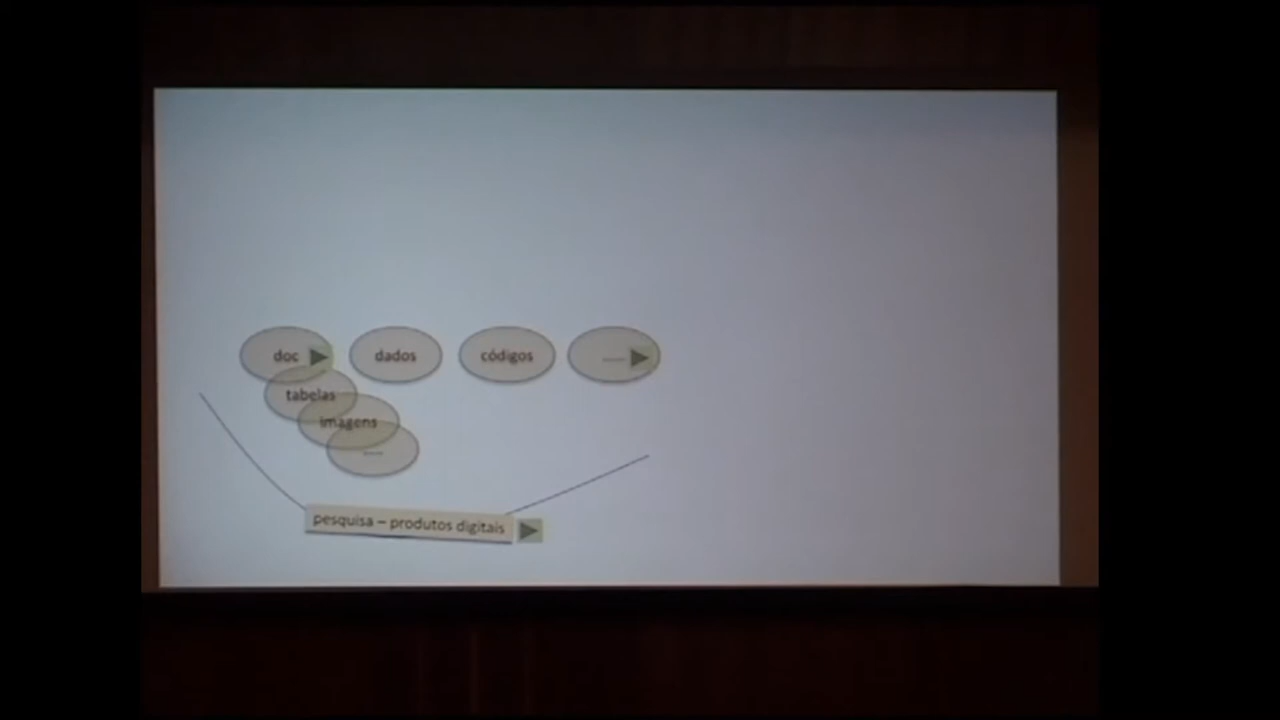 doc
dados
códigos
.....
tabelas
imagens
.....
pesquisa – produtos digitais